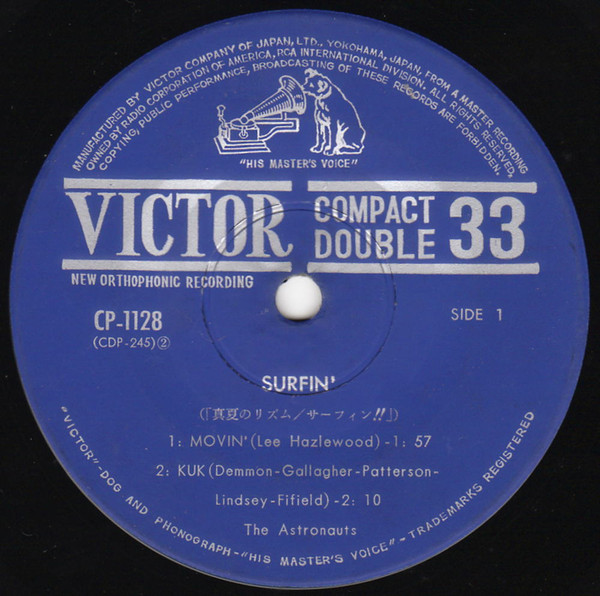 MANUFACTURED BY VICTOR COMPANY OF JAPAN, LTD., YOKOHAMA, JAPAN, FROM A MASTER RECORDING
OWNED BY RADIO CORPORATION OF AMERICA, RCA INTERNATIONAL DIVISION. ALL RIGHTS RESERVED.
COPYING, PUBLIC PERFORMANCE, BROADCASTING OF THESE RECORDS ARE FORBIDDEN.
"HIS MASTER'S VOICE"
VICTOR COMPACT DOUBLE 33
NEW ORTHOPHONIC RECORDING
CP-1128
(CDP-245)②
SIDE 1
SURFIN'
(「真夏のリズム/サーフィン!!」)
1: MOVIN' (Lee Hazlewood) -1: 57
2: KUK (Demmon-Gallagher-Patterson-
Lindsey-Fifield) -2: 10
The Astronauts
"VICTOR"-DOG AND PHONOGRAPH-"HIS MASTER'S VOICE"-TRADEMARKS REGISTERED